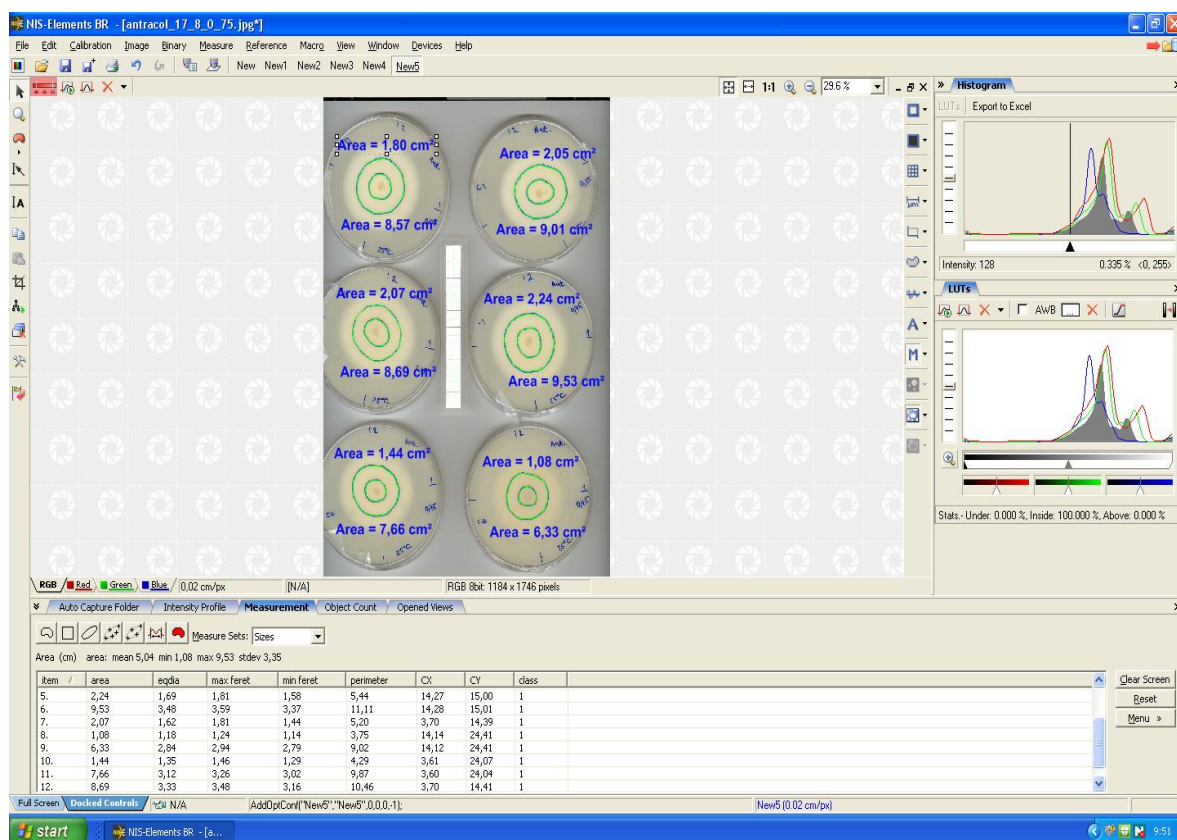 NIS-Elements BR - [antracol_17_8_0_75.jpg*]
File Edit Calibration Image Binary Measure Reference Macro View Window Devices Help
New New1 New2 New3 New4 New5
1:1 29.6 %
Histogram
LUTs Export to Excel
Area = 1,80 cm²
Area = 2,05 cm²
Area = 8,57 cm²
Area = 9,01 cm²
Area = 2,07 cm²
Area = 2,24 cm²
Area = 8,69 cm²
Area = 9,53 cm²
Area = 1,44 cm²
Area = 1,08 cm²
Area = 7,66 cm²
Area = 6,33 cm²
12 Ant.
25°C
Intensity: 128 0.335 % <0, 255>
LUTs
AWB ...
Stats.- Under: 0.000 %, Inside: 100.000 %, Above: 0.000 %
RGB Red Green Blue 0,02 cm/px [N/A] RGB 8bit: 1184 x 1746 pixels
Auto Capture Folder Intensity Profile Measurement Object Count Opened Views
Measure Sets: Sizes
Area (cm) area: mean 5,04 min 1,08 max 9,53 stdev 3,35
item area eqdia max feret min feret perimeter CX CY class
5. 2,24 1,69 1,81 1,58 5,44 14,27 15,00 1
6. 9,53 3,48 3,59 3,37 11,11 14,28 15,01 1
7. 2,07 1,62 1,81 1,44 5,20 3,70 14,39 1
8. 1,08 1,18 1,24 1,14 3,75 14,14 24,41 1
9. 6,33 2,84 2,94 2,79 9,02 14,12 24,41 1
10. 1,44 1,35 1,46 1,29 4,29 3,61 24,07 1
11. 7,66 3,12 3,26 3,02 9,87 3,60 24,04 1
12. 8,69 3,33 3,48 3,16 10,46 3,70 14,41 1
Clear Screen
Reset
Menu »
Full Screen Docked Controls N/A AddOptConf("New5","New5",0,0,0,-1); New5 (0.02 cm/px)
start NIS-Elements BR - [a... 9:51